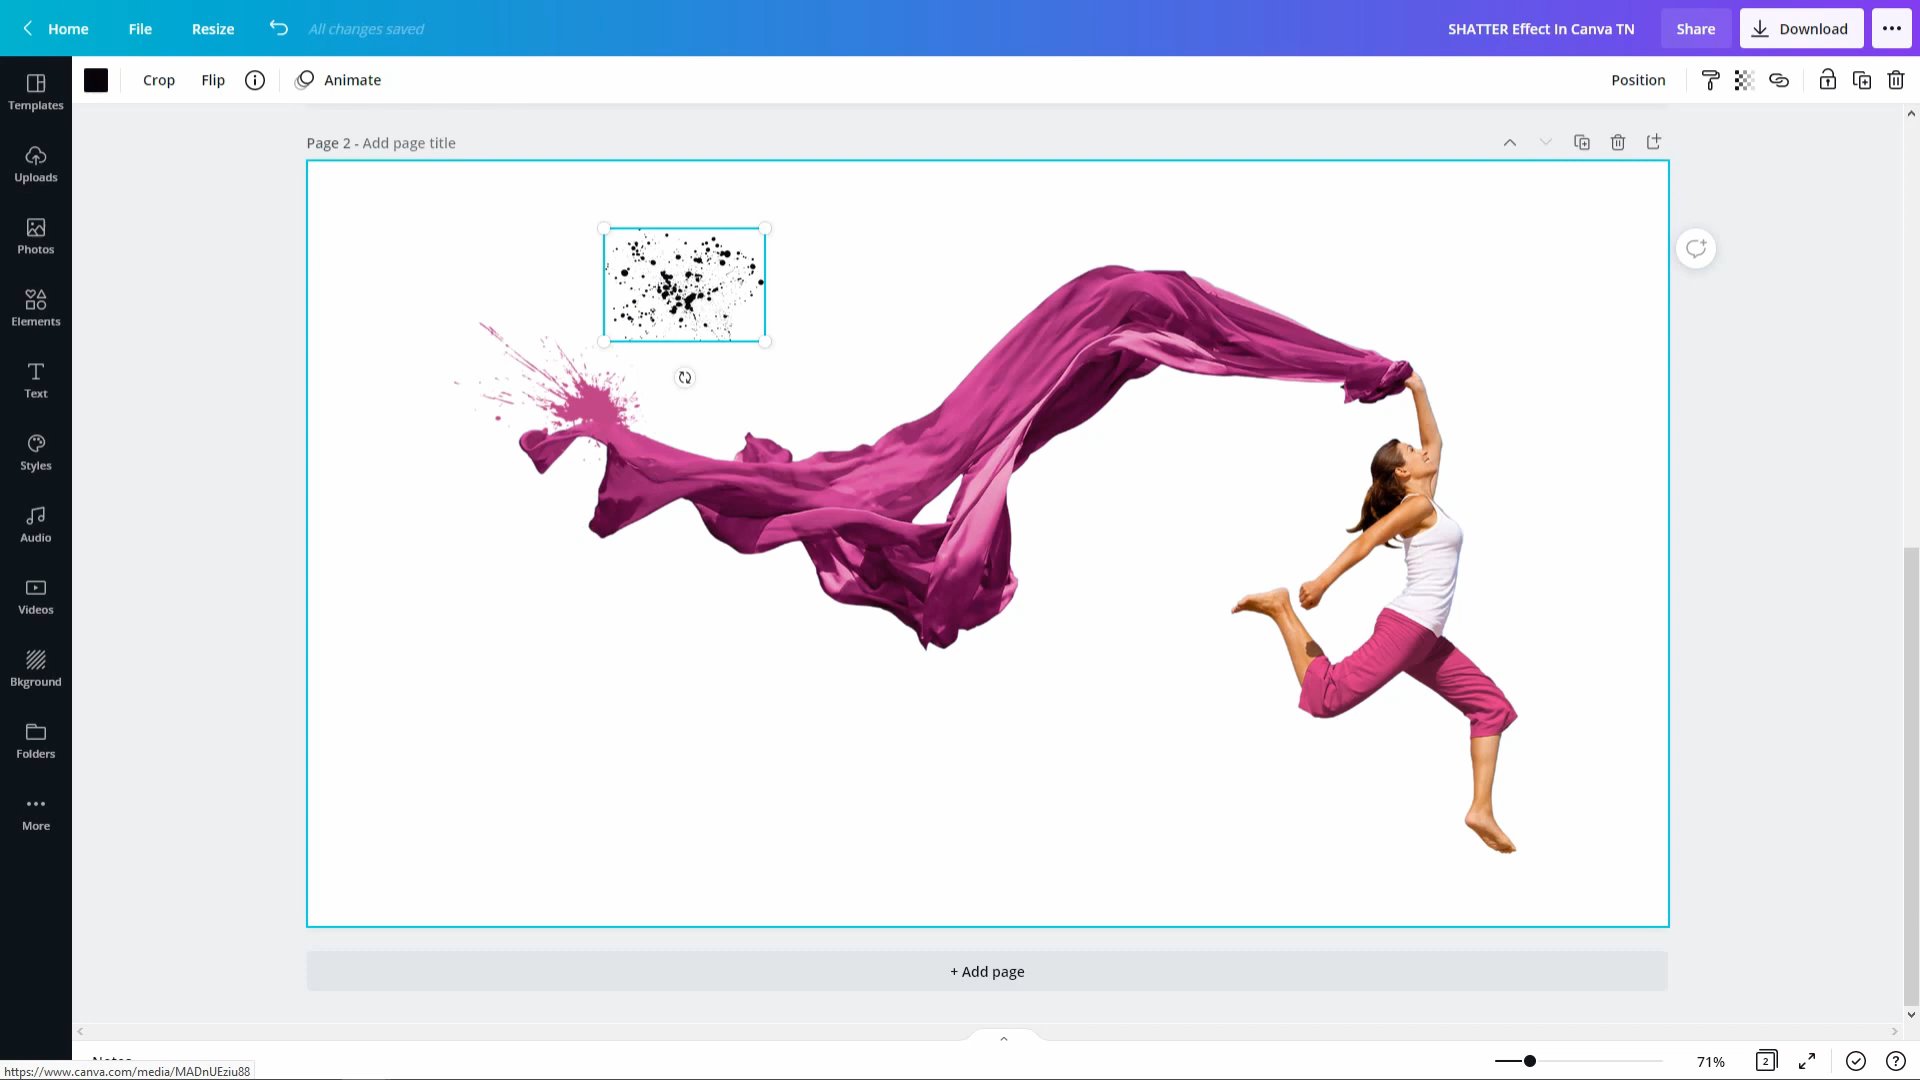 Home
File
Resize
All changes saved
SHATTER Effect In Canva TN
Share
Download
Crop
Flip
Animate
Position
Templates
Uploads
Photos
Elements
Text
Styles
Audio
Videos
Bkground
Folders
More
Page 2 - Add page title
+ Add page
Notes
71%
2
https://www.canva.com/media/MADnUEziu88